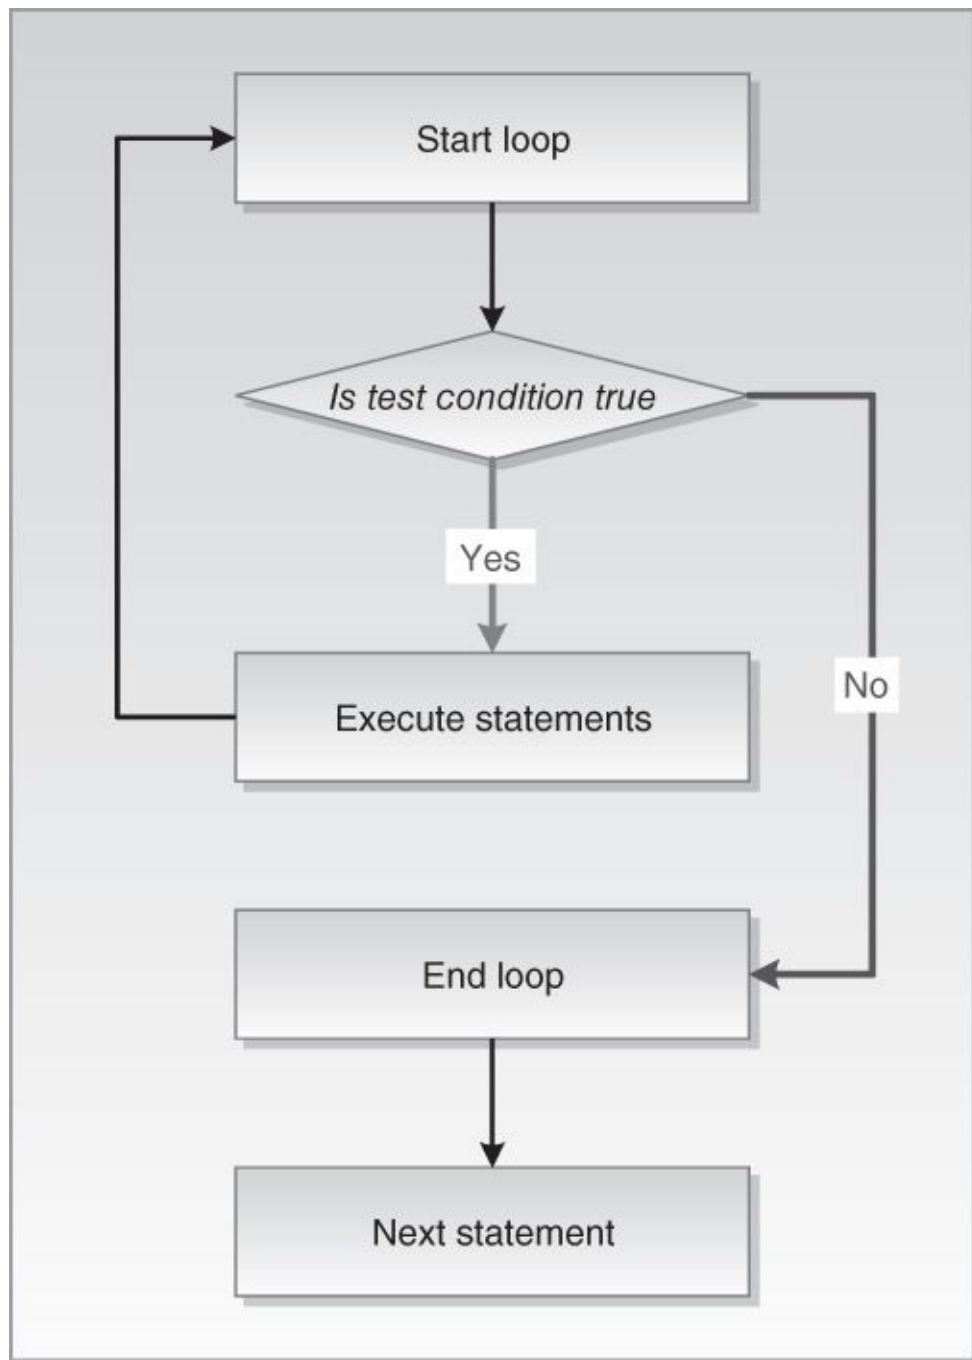 Start loop
Is test condition true
Yes
No
Execute statements
End loop
Next statement